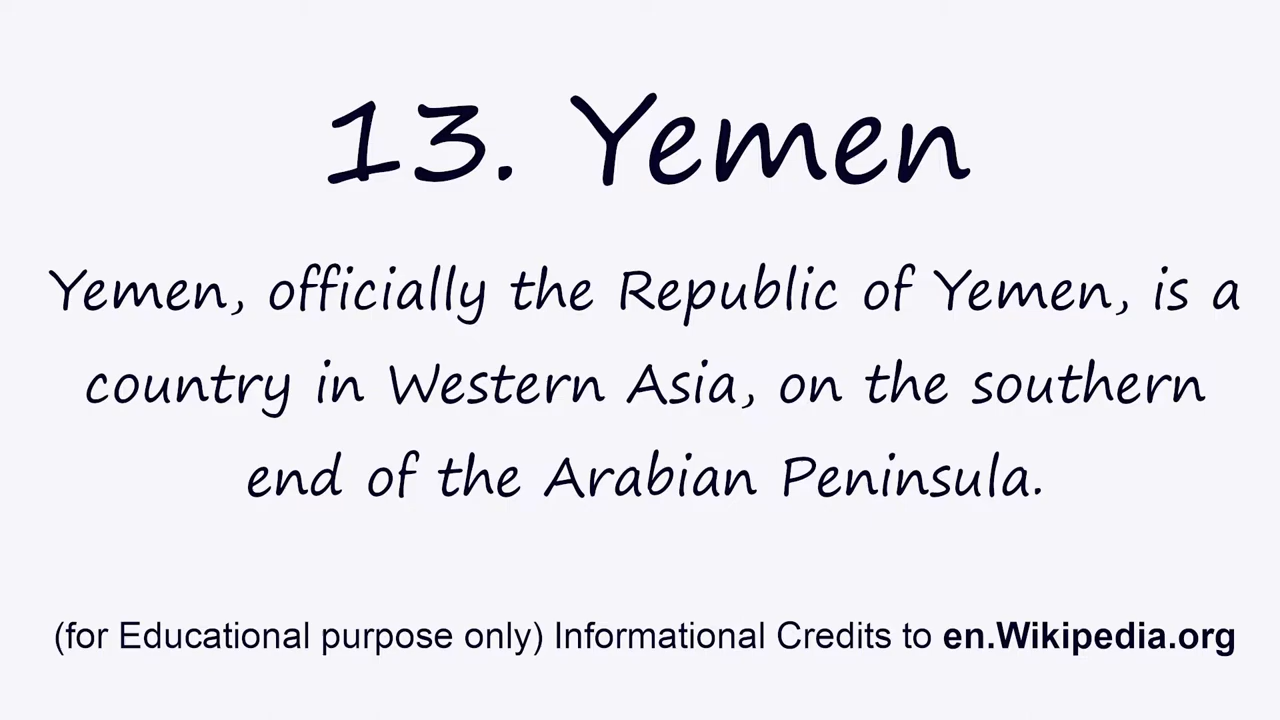 13. Yemen
Yemen, officially the Republic of Yemen, is a
country in Western Asia, on the southern
end of the Arabian Peninsula.
(for Educational purpose only) Informational Credits to en.Wikipedia.org